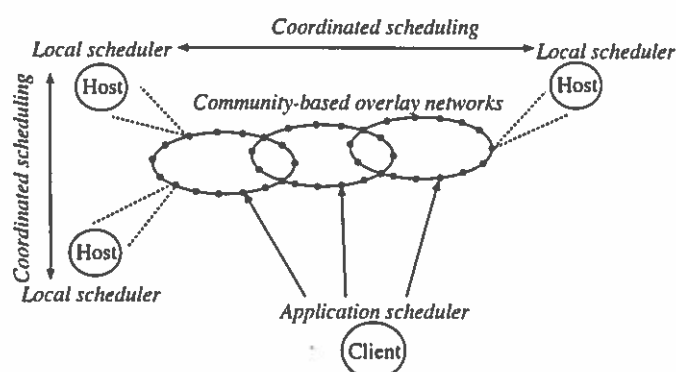 Coordinated scheduling
Local scheduler
Local scheduler
Host
Host
Community-based overlay networks
Coordinated scheduling
Host
Local scheduler
Application scheduler
Client